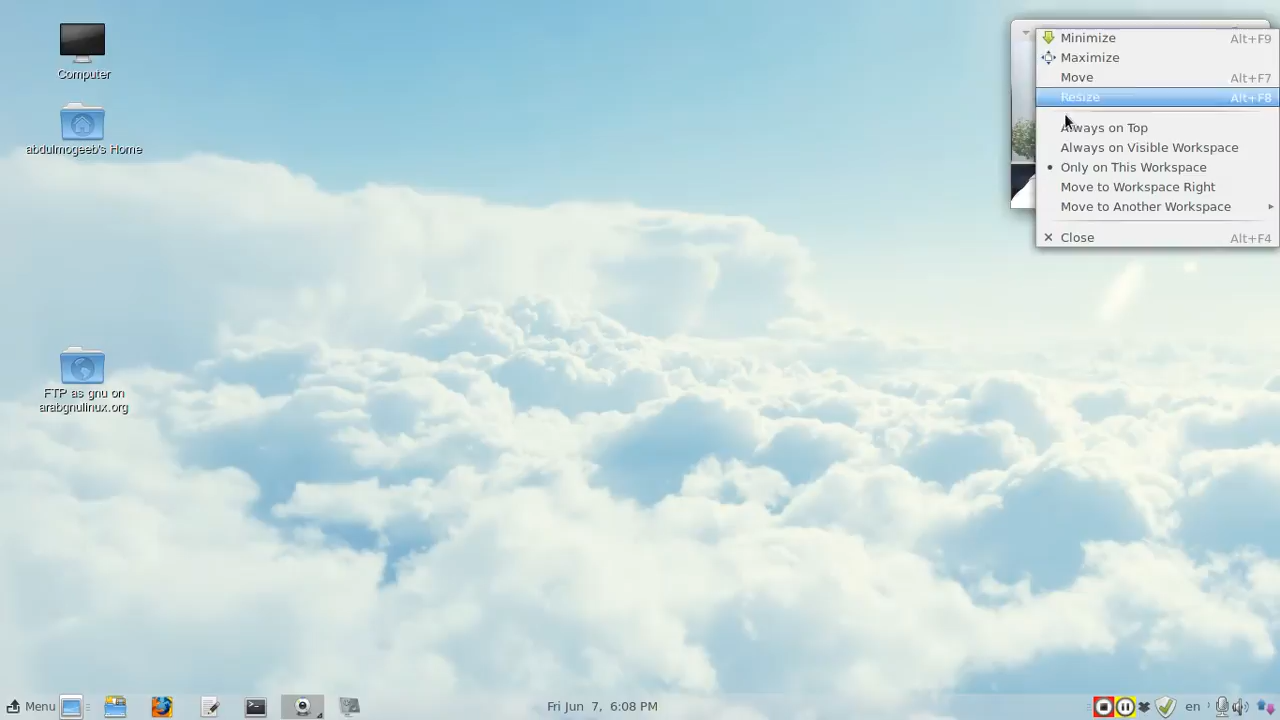 Computer
abdulmogeeb's Home
FTP as gnu on
arabgnulinux.org
Minimize Alt+F9
Maximize
Move Alt+F7
Resize Alt+F8
Always on Top
Always on Visible Workspace
Only on This Workspace
Move to Workspace Right
Move to Another Workspace
Close Alt+F4
Menu
Fri Jun 7, 6:08 PM
en